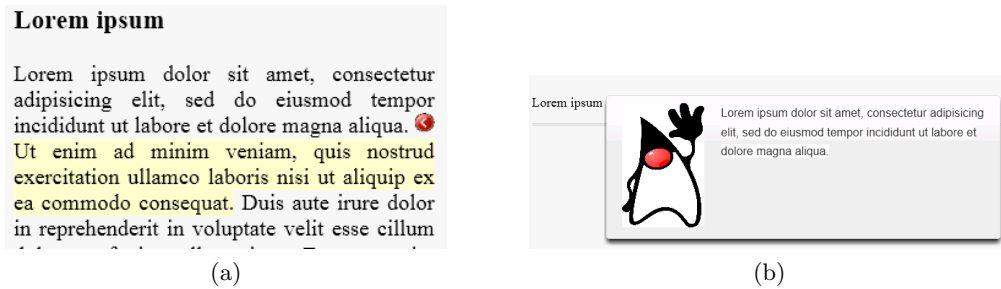 Lorem ipsum
Lorem ipsum dolor sit amet, consectetur
adipisicing elit, sed do eiusmod tempor
incididunt ut labore et dolore magna aliqua.
Ut enim ad minim veniam, quis nostrud
exercitation ullamco laboris nisi ut aliquip ex
ea commodo consequat. Duis aute irure dolor
in reprehenderit in voluptate velit esse cillum
(a)
Lorem ipsum
Lorem ipsum dolor sit amet, consectetur adipisicing
elit, sed do eiusmod tempor incididunt ut labore et
dolore magna aliqua.
(b)